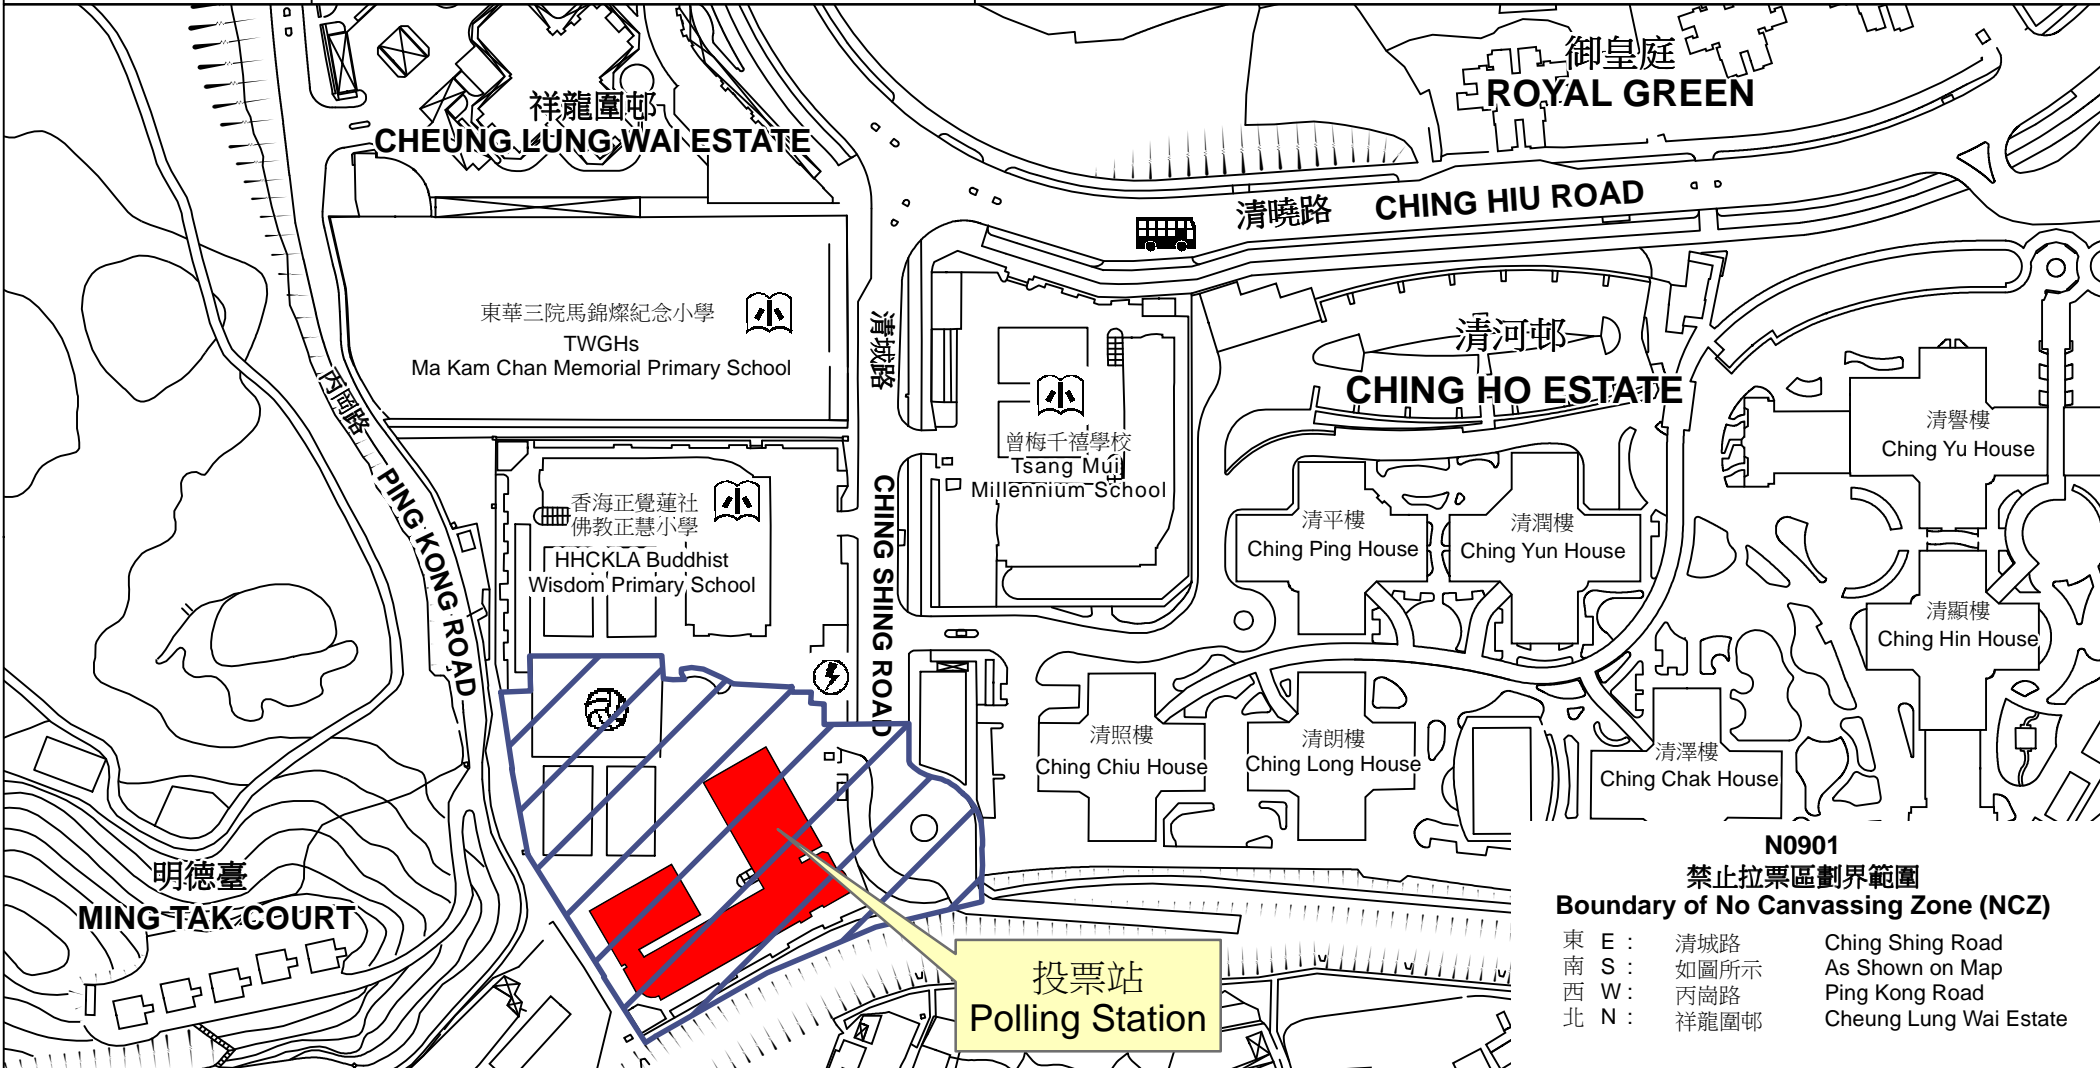 御皇庭
ROYAL GREEN
祥龍圍邨
CHEUNG LUNG WAI ESTATE
清曉路 CHING HIU ROAD
東華三院馬錦燦紀念小學
TWGHs
Ma Kam Chan Memorial Primary School
清城路
CHING SHING ROAD
丙崗路
PING KONG ROAD
清河邨
CHING HO ESTATE
曾梅千禧學校
Tsang Mui
Millennium School
香海正覺蓮社
佛教正慧小學
HHCKLA Buddhist
Wisdom Primary School
清譽樓
Ching Yu House
清平樓
Ching Ping House
清潤樓
Ching Yun House
清顯樓
Ching Hin House
清照樓
Ching Chiu House
清朗樓
Ching Long House
清澤樓
Ching Chak House
明德臺
MING TAK COURT
投票站
Polling Station
N0901
禁止拉票區劃界範圍
Boundary of No Canvassing Zone (NCZ)
東 E : 清城路 Ching Shing Road
南 S : 如圖所示 As Shown on Map
西 W : 丙崗路 Ping Kong Road
北 N : 祥龍圍邨 Cheung Lung Wai Estate